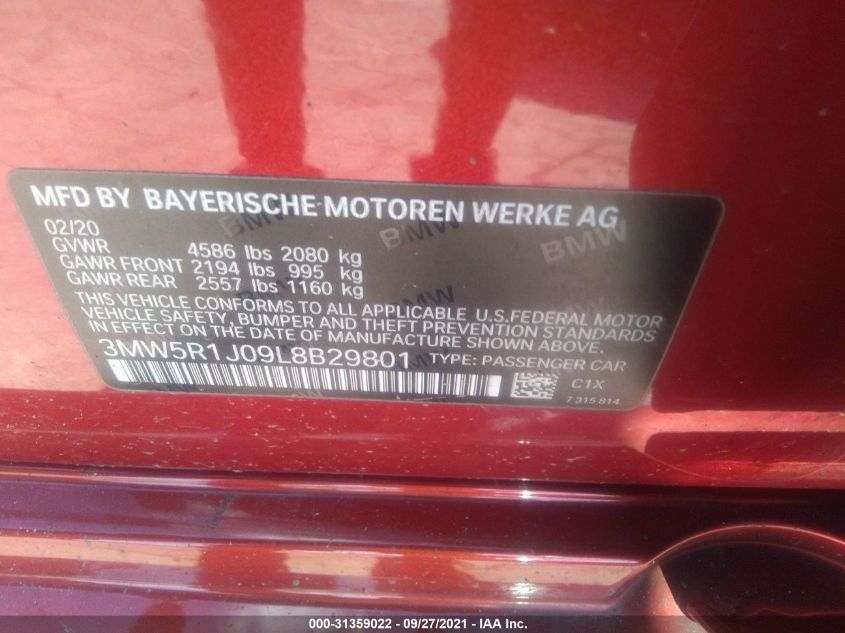 MFD BY BAYERISCHE MOTOREN WERKE AG
02/20
GVWR 4586 lbs 2080 kg
GAWR FRONT 2194 lbs 995 kg
GAWR REAR 2557 lbs 1160 kg
THIS VEHICLE CONFORMS TO ALL APPLICABLE U.S.FEDERAL MOTOR
VEHICLE SAFETY, BUMPER, AND THEFT PREVENTION STANDARDS
IN EFFECT ON THE DATE OF MANUFACTURE SHOWN ABOVE.
3MW5R1J09L8B29801 TYPE: PASSENGER CAR
C1X
7 315 814
BMW
BMW
BMW
BMW
BMW
BMW
000-31359022 - 09/27/2021 - IAA Inc.